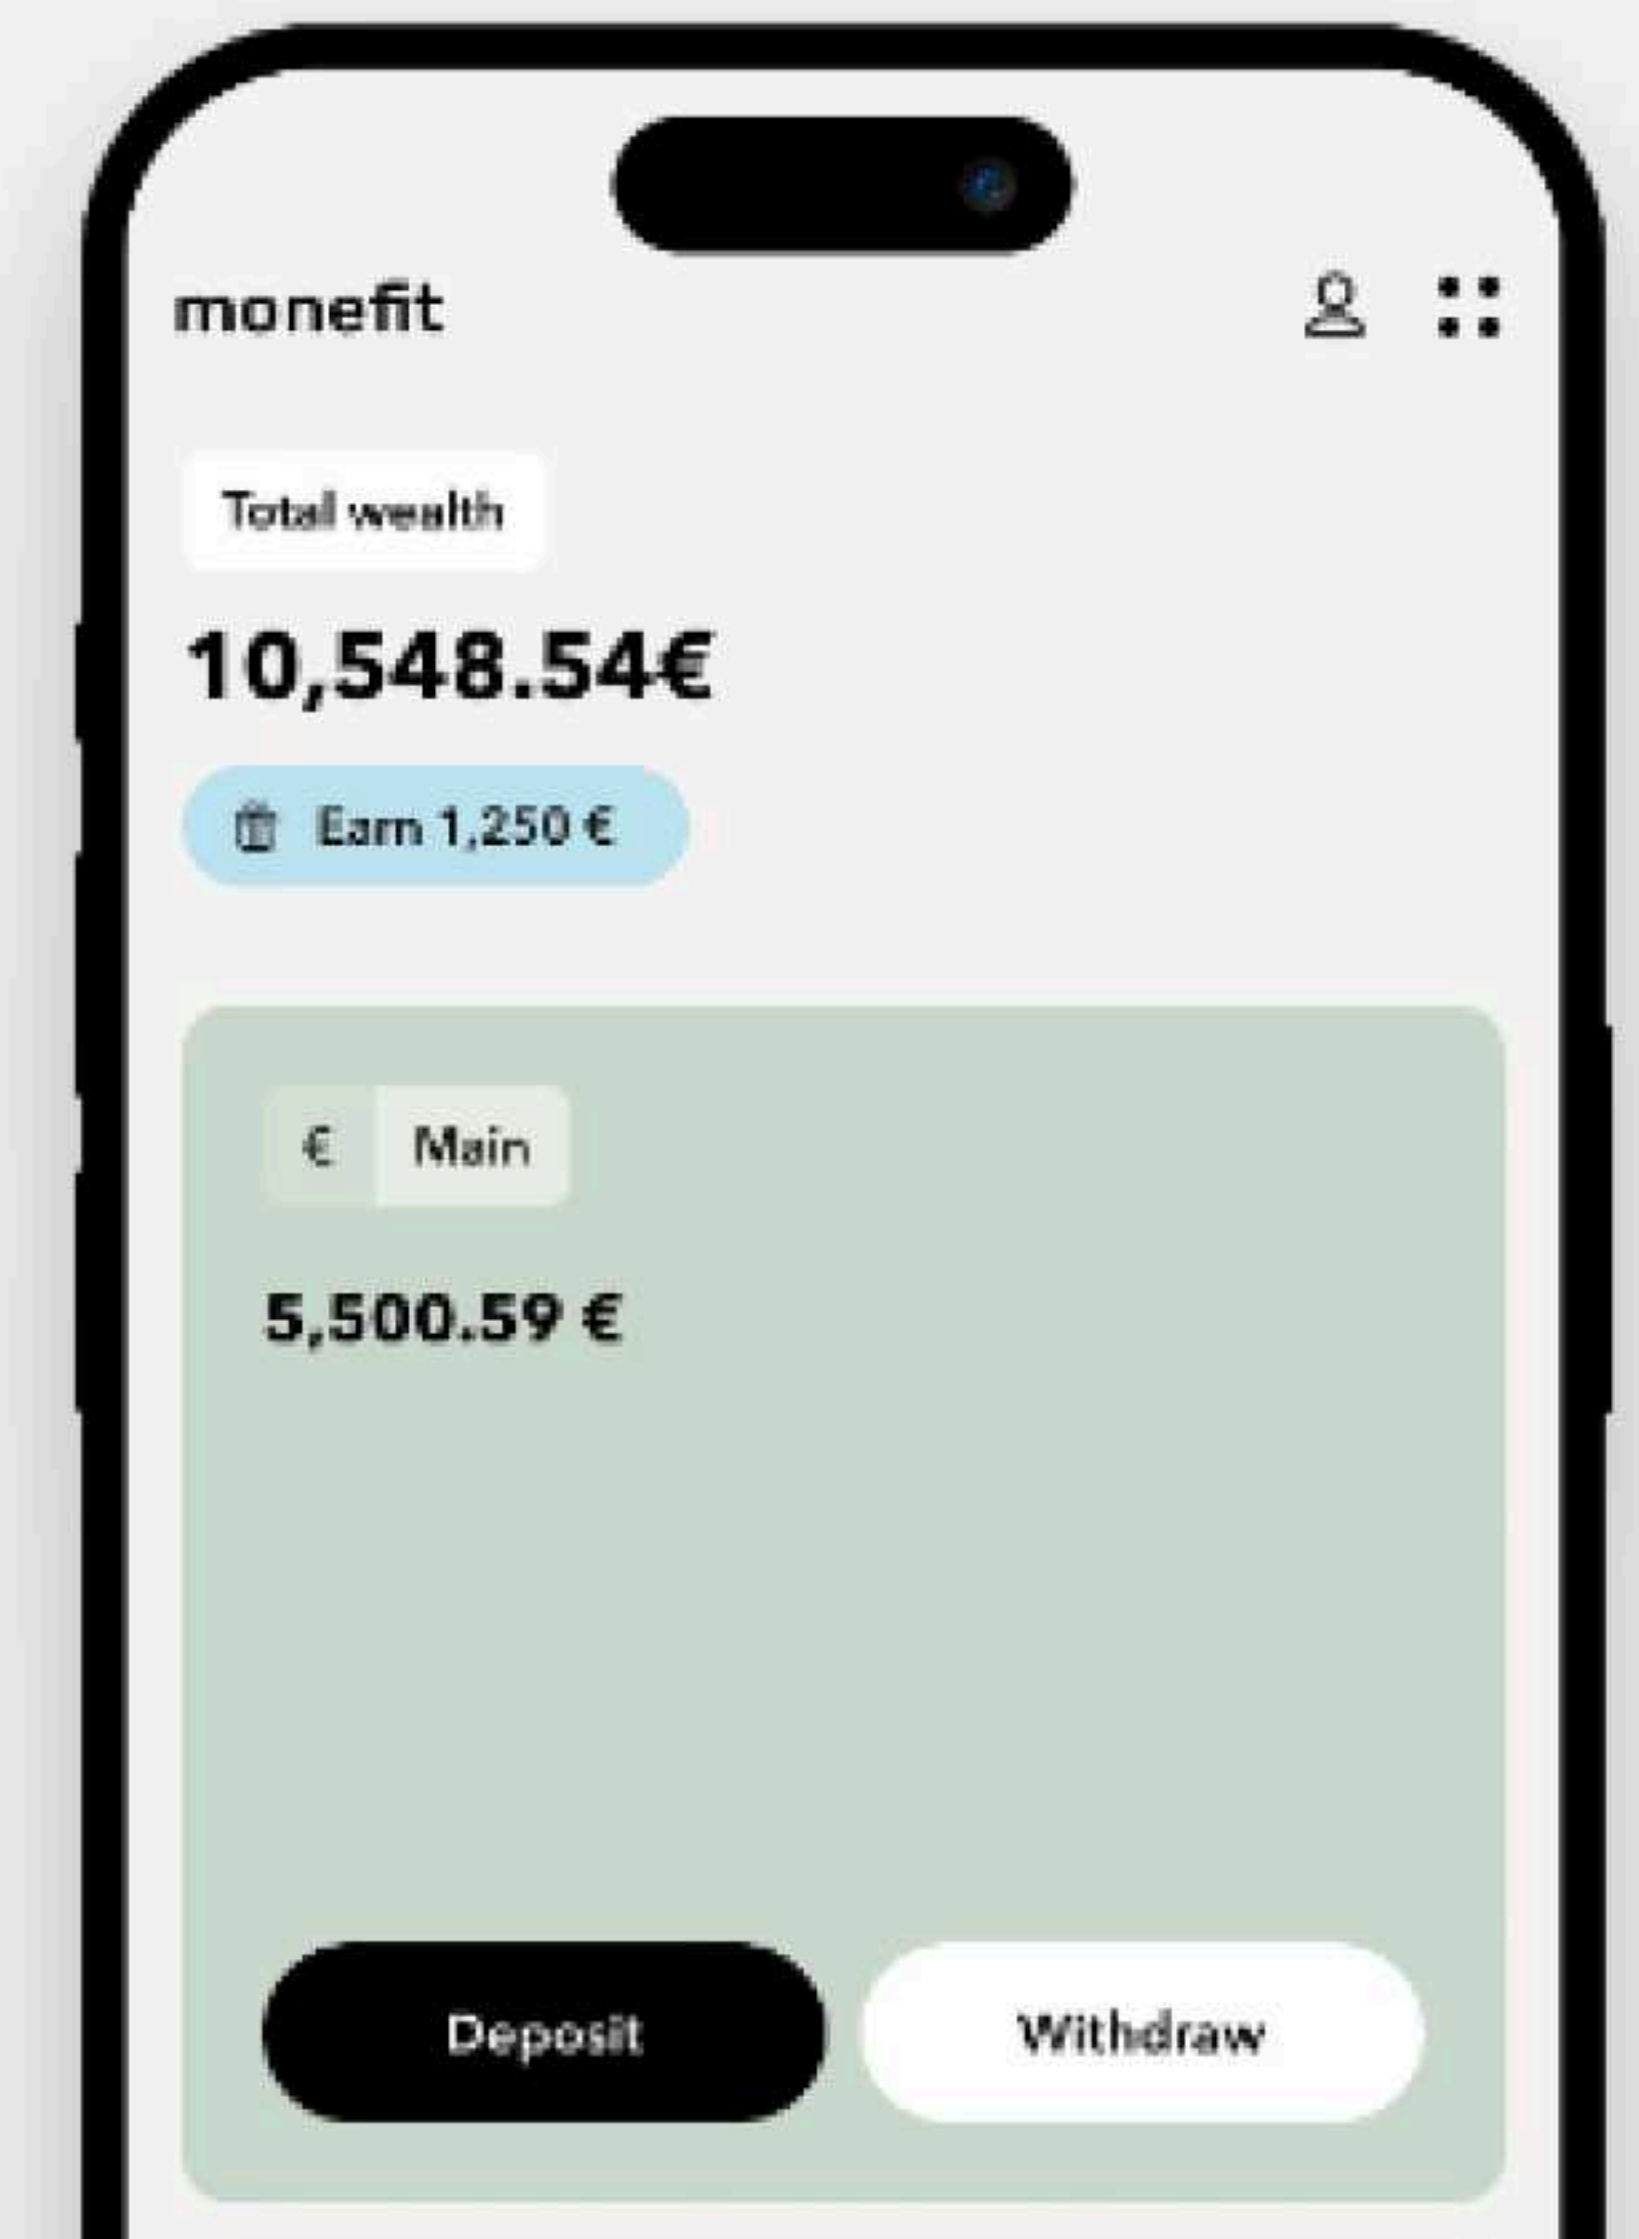 monefit
Total wealth
10,548.54€
Earn 1,250 €
€ Main
5,500.59 €
Deposit Withdraw